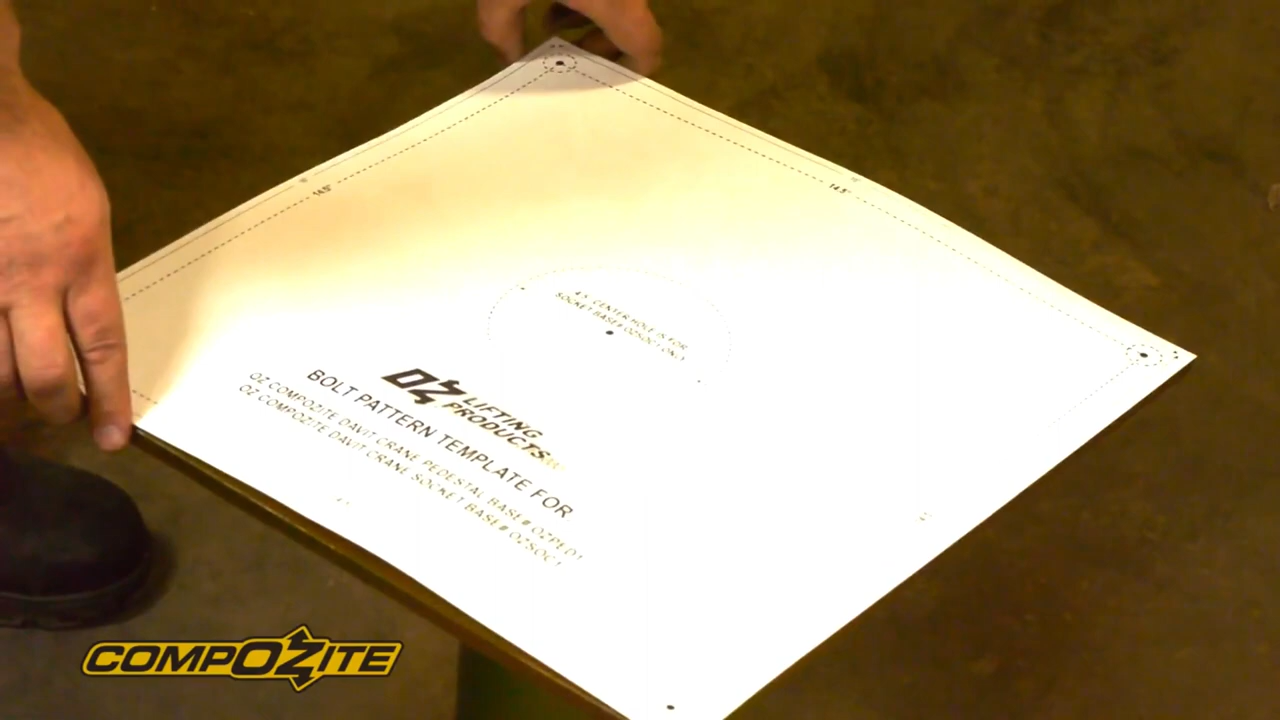 14.5"
14.5"
4.5" CENTER HOLE IS FOR
SOCKET BASE# OZSOC1 ONLY
OZ LIFTING
PRODUCTS
BOLT PATTERN TEMPLATE FOR
OZ COMPOZITE DAVIT CRANE PEDESTAL BASE# OZPED1
OZ COMPOZITE DAVIT CRANE SOCKET BASE# OZSOC1
COMPOZITE